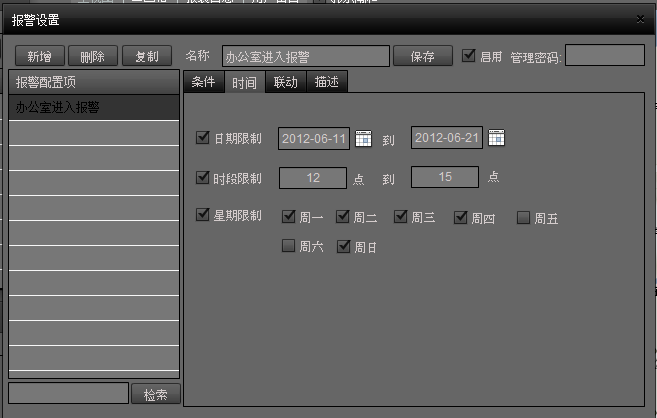 报警设置
新增 删除 复制 名称 办公室进入报警 保存 启用 管理密码:
报警配置项 条件 时间 联动 描述
办公室进入报警
日期限制 2012-06-11 到 2012-06-21
时段限制 12 点 到 15 点
星期限制 周一 周二 周三 周四 周五
周六 周日
检索